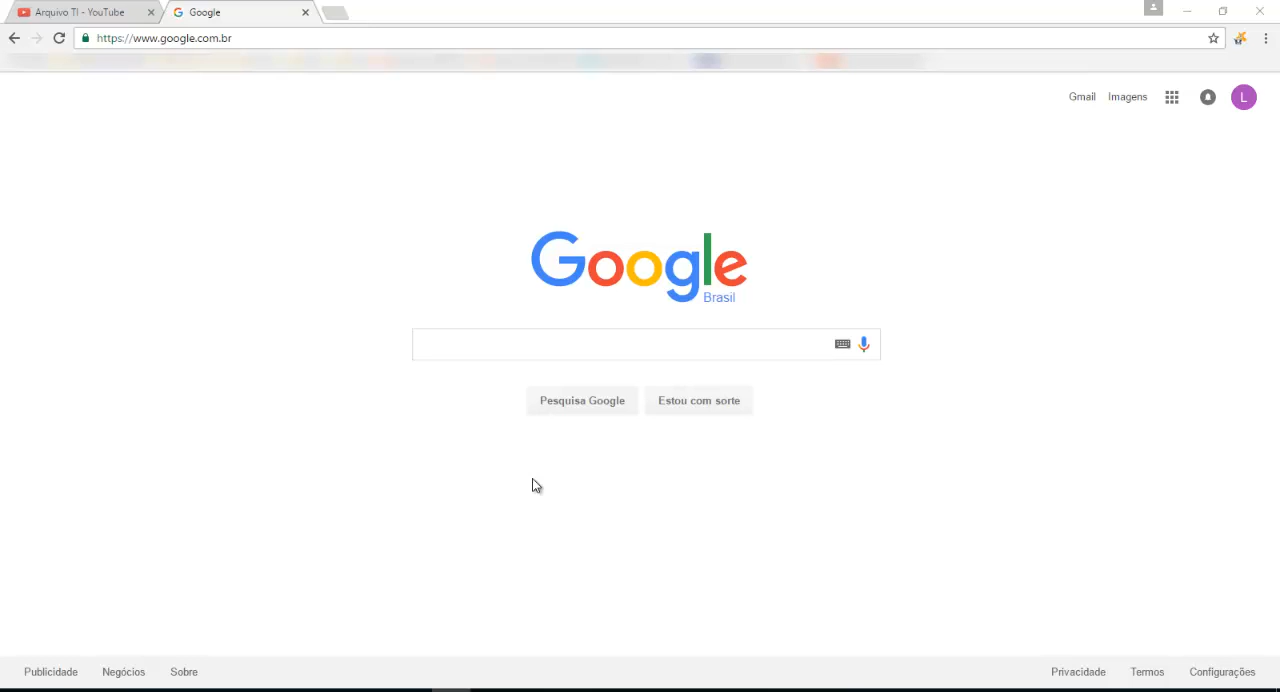 Arquivo TI - YouTube
Google
https://www.google.com.br
Gmail
Imagens
L
Google
Brasil
Pesquisa Google
Estou com sorte
Publicidade
Negócios
Sobre
Privacidade
Termos
Configurações